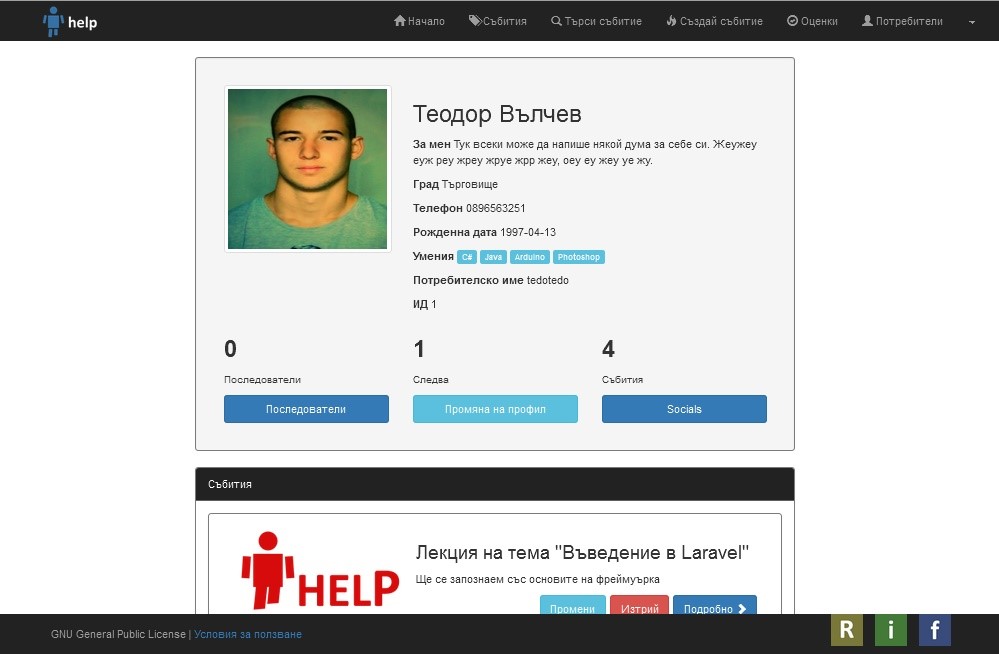 help Начало Събития Търси събитие Създай събитие Оценки Потребители
Теодор Вълчев
За мен Тук всеки може да напише някой дума за себе си. Жеужеу
еуж реу жреу жруе жрр жеу, оеу еу жеу уе жу.
Град Търговище
Телефон 0896563251
Рожденна дата 1997-04-13
Умения C# Java Arduino Photoshop
Потребителско име tedotedo
ИД 1
0 1 4
Последователи Следва Събития
Последователи Промяна на профил Socials
Събития
HELP
Лекция на тема "Въведение в Laravel"
Ще се запознаем със основите на фреймуърка
Промени Изтрий Подробно
GNU General Public License | Условия за ползване
R i f